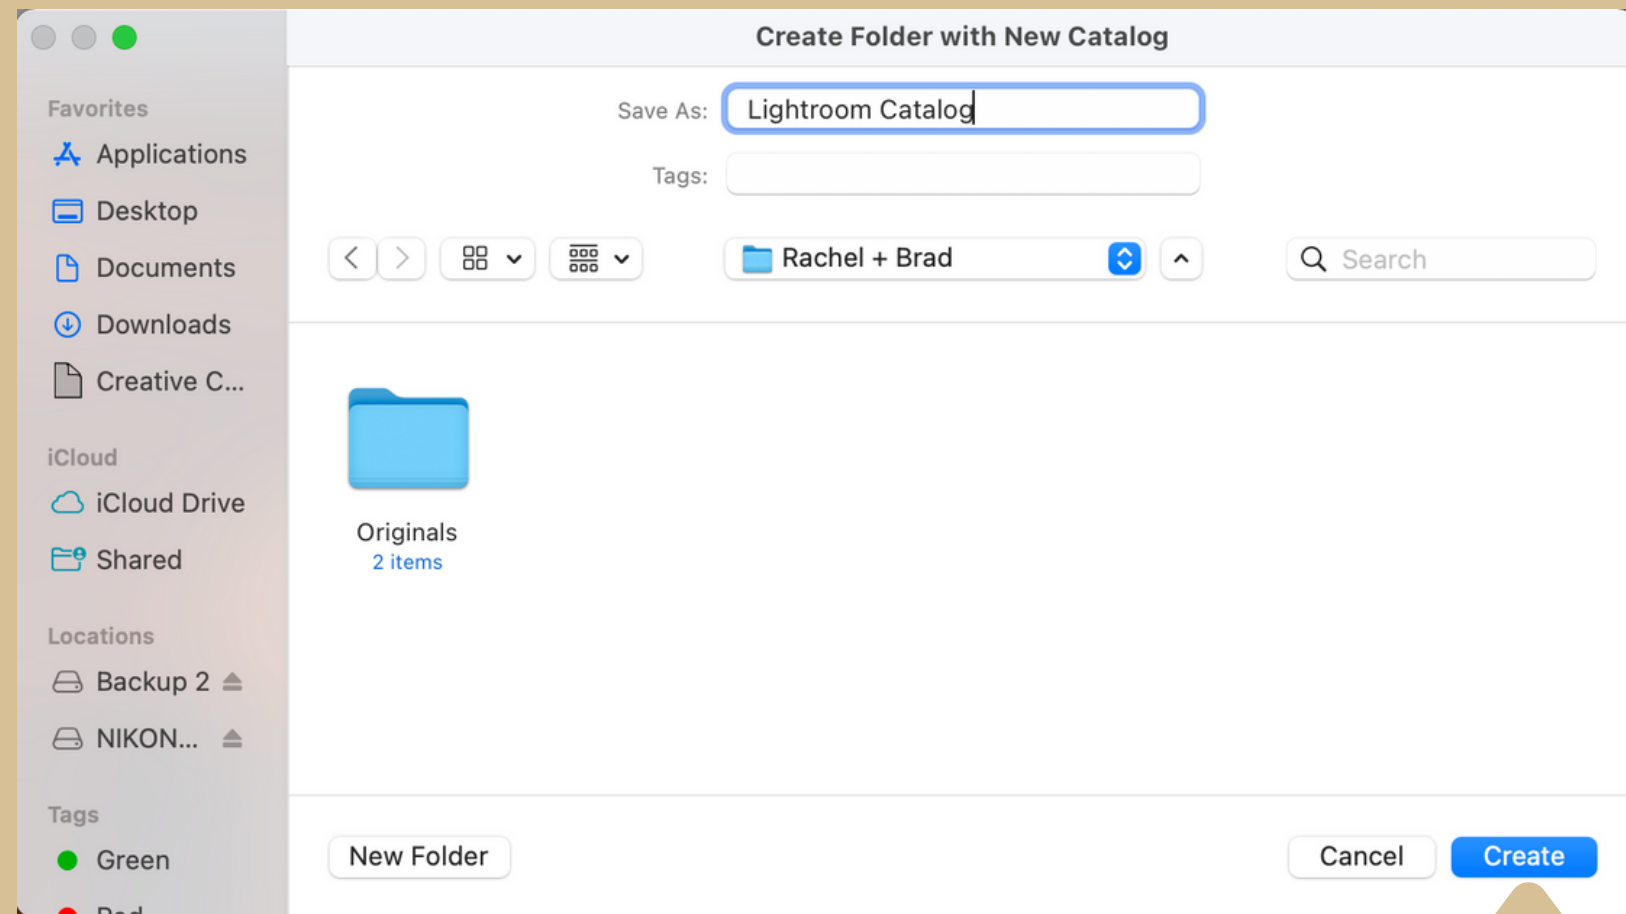 Create Folder with New Catalog
Save As: Lightroom Catalog
Tags:
Rachel + Brad
Search
Favorites
Applications
Desktop
Documents
Downloads
Creative C...
iCloud
iCloud Drive
Shared
Locations
Backup 2
NIKON...
Tags
Green
Red
Originals
2 items
New Folder
Cancel
Create